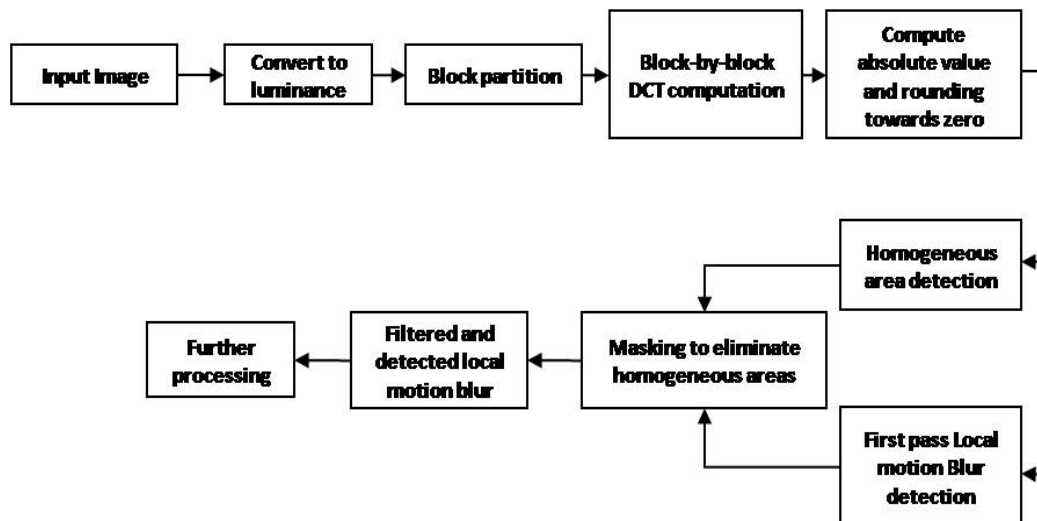 Input Image
Convert to
luminance
Block partition
Block-by-block
DCT computation
Compute
absolute value
and rounding
towards zero
Homogeneous
area detection
First pass Local
motion Blur
detection
Masking to eliminate
homogeneous areas
Filtered and
detected local
motion blur
Further
processing